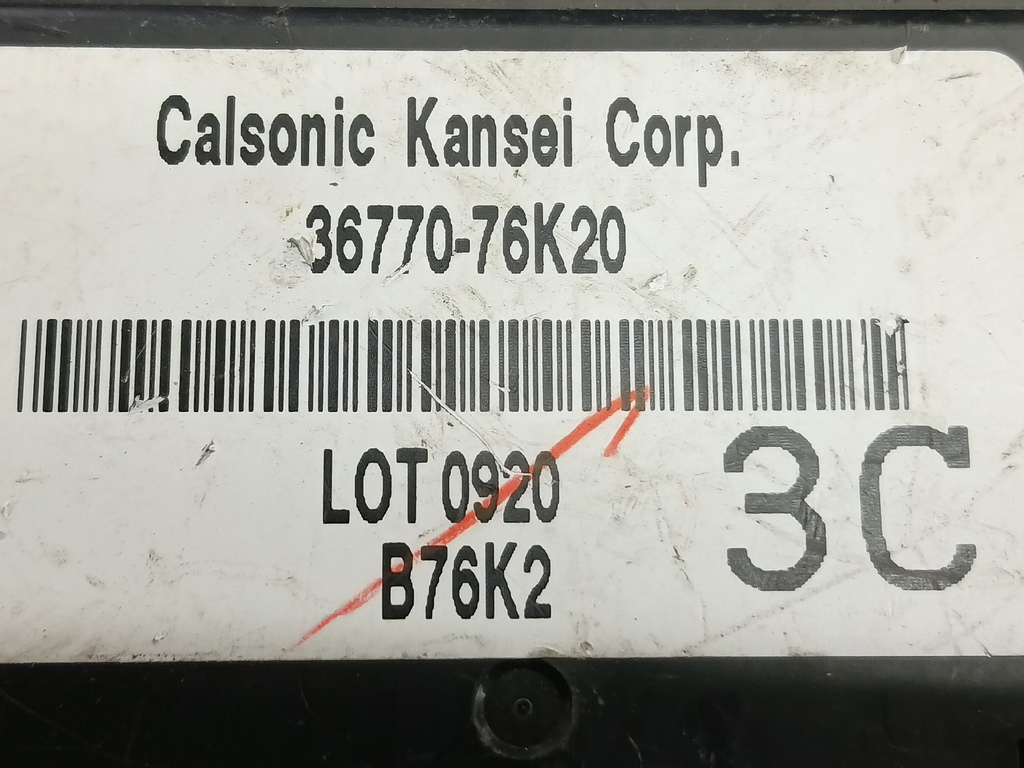 Calsonic Kansei Corp.
36770-76K20
LOT 0920
B76K2
3C